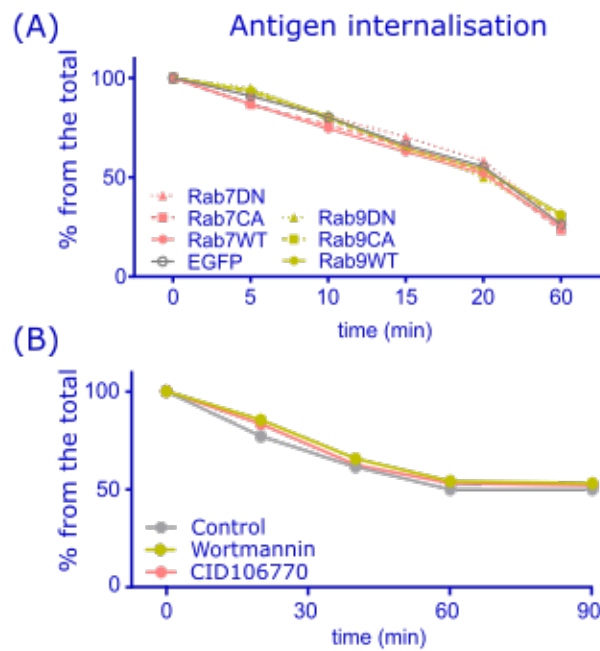 (A) Antigen internalisation
% from the total
100
50
0
Rab7DN
Rab7CA Rab9DN
Rab7WT Rab9CA
EGFP Rab9WT
0 5 10 15 20 60
time (min)
(B)
% from the total
100
50
0
Control
Wortmannin
CID106770
0 30 60 90
time (min)